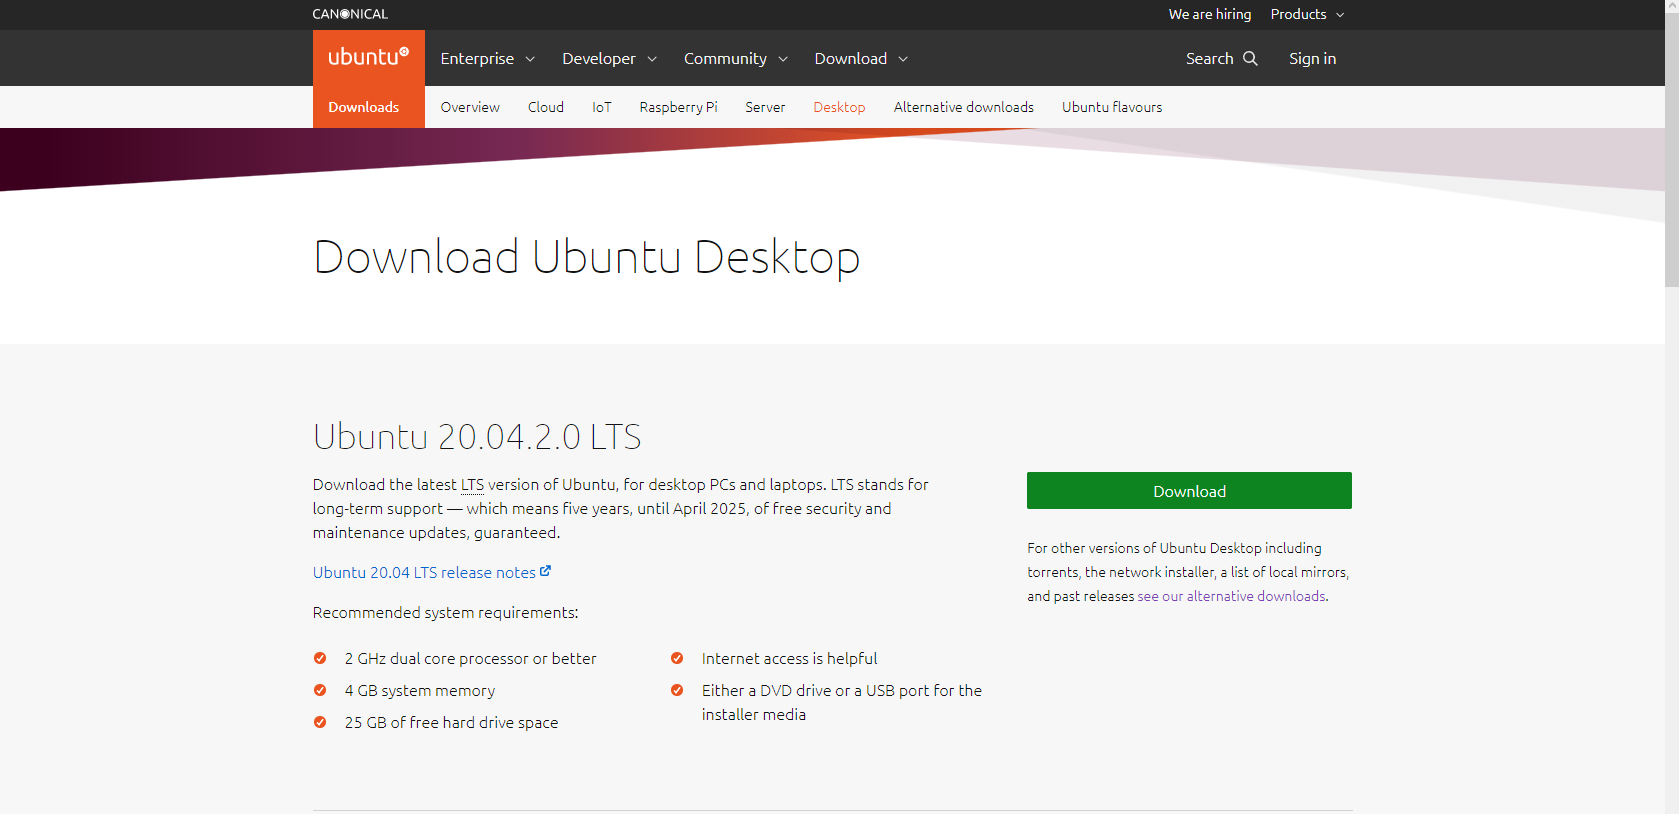 CANONICAL
We are hiring Products
ubuntu
Enterprise Developer Community Download Search Sign in
Downloads Overview Cloud IoT Raspberry Pi Server Desktop Alternative downloads Ubuntu flavours
Download Ubuntu Desktop
Ubuntu 20.04.2.0 LTS
Download the latest LTS version of Ubuntu, for desktop PCs and laptops. LTS stands for
long-term support — which means five years, until April 2025, of free security and
maintenance updates, guaranteed.
Ubuntu 20.04 LTS release notes
Recommended system requirements:
2 GHz dual core processor or better
4 GB system memory
25 GB of free hard drive space
Internet access is helpful
Either a DVD drive or a USB port for the
installer media
Download
For other versions of Ubuntu Desktop including
torrents, the network installer, a list of local mirrors,
and past releases see our alternative downloads.